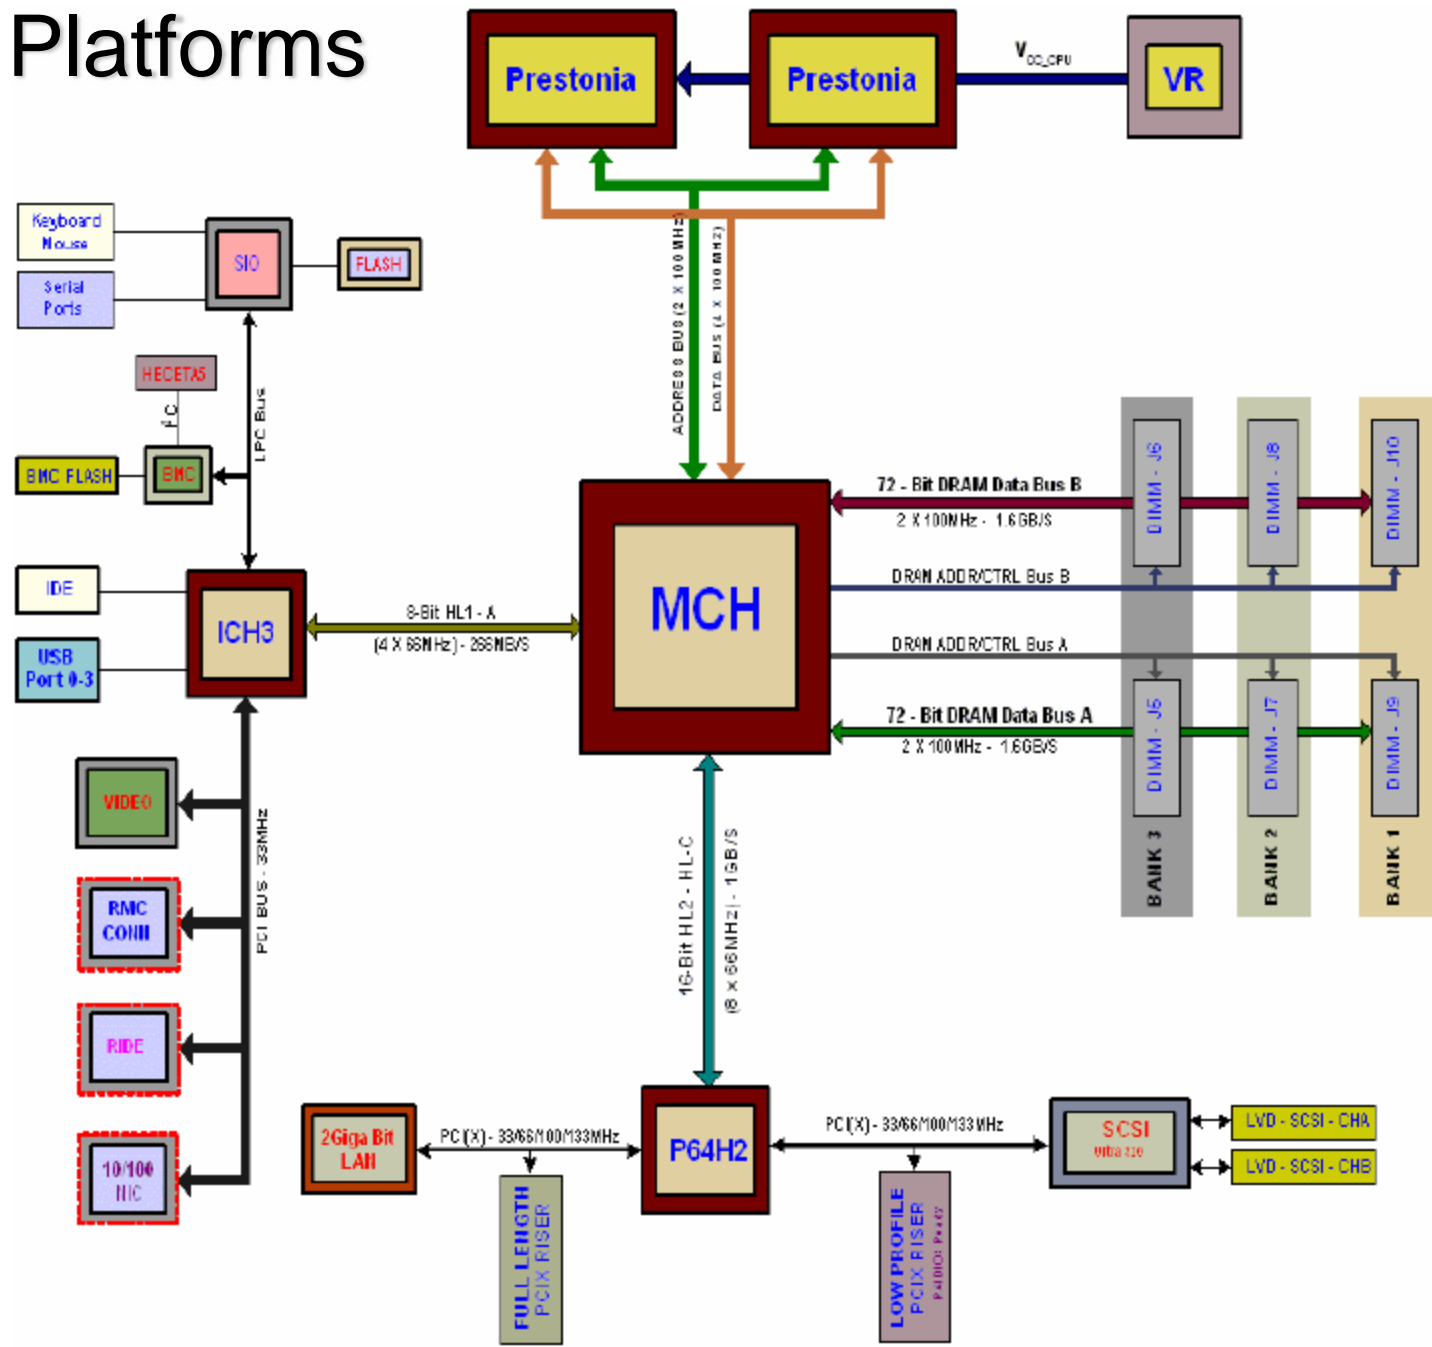 Platforms
Prestonia
Prestonia
VCC_CPU
VR
Keyboard
Mouse
Serial
Ports
SIO
FLASH
ADDRESS BUS (2 X 100 MHz)
DATA BUS (4 X 100 MHz)
HECETA5
I²C
LPC Bus
BMC FLASH
BMC
IDE
USB
Port 0-3
ICH3
8-Bit HL1 - A
(4 X 66MHz) - 266MB/S
MCH
72 - Bit DRAM Data Bus B
2 X 100MHz - 1.6GB/S
DRAM ADDR/CTRL Bus B
DRAM ADDR/CTRL Bus A
72 - Bit DRAM Data Bus A
2 X 100MHz - 1.6GB/S
DIMM - J6
DIMM - J8
DIMM - J10
DIMM - J5
DIMM - J7
DIMM - J9
BANK 3
BANK 2
BANK 1
VIDEO
RMC
CONN
RIDE
10/100
NIC
PCI BUS - 33MHz
16-Bit HL2 - HL-C
(8 X 66MHz) - 1GB/S
2Giga Bit
LAN
PCI(X) - 33/66/100/133MHz
P64H2
PCI(X) - 33/66/100/133MHz
SCSI
Ultra320
LVD - SCSI - CHA
LVD - SCSI - CHB
FULL LENGTH
PCIX RISER
LOW PROFILE
PCIX RISER
Ready